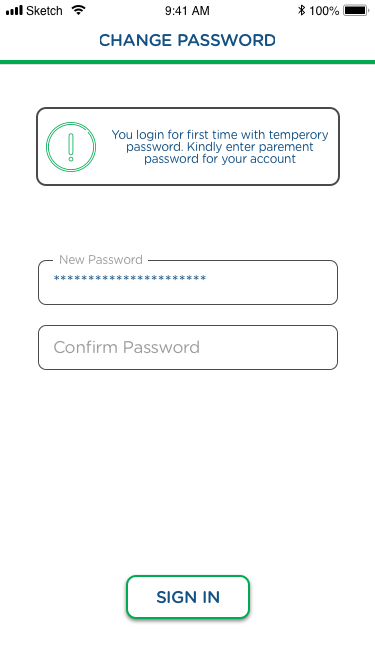 Sketch 9:41 AM 100%
CHANGE PASSWORD
You login for first time with temperory
password. Kindly enter parement
password for your account
New Password
**********************
Confirm Password
SIGN IN